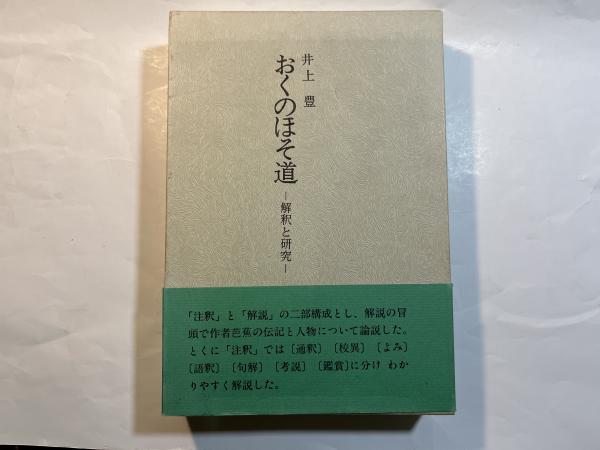 井上 豊
おくのほそ道
―解釈と研究―
「注釈」と「解説」の二部構成とし、解説の冒
頭で作者芭蕉の伝記と人物について論説した。
とくに「注釈」では〔通釈〕〔校異〕〔よみ〕
〔語釈〕〔句解〕〔考説〕〔鑑賞〕に分け わか
りやすく解説した。